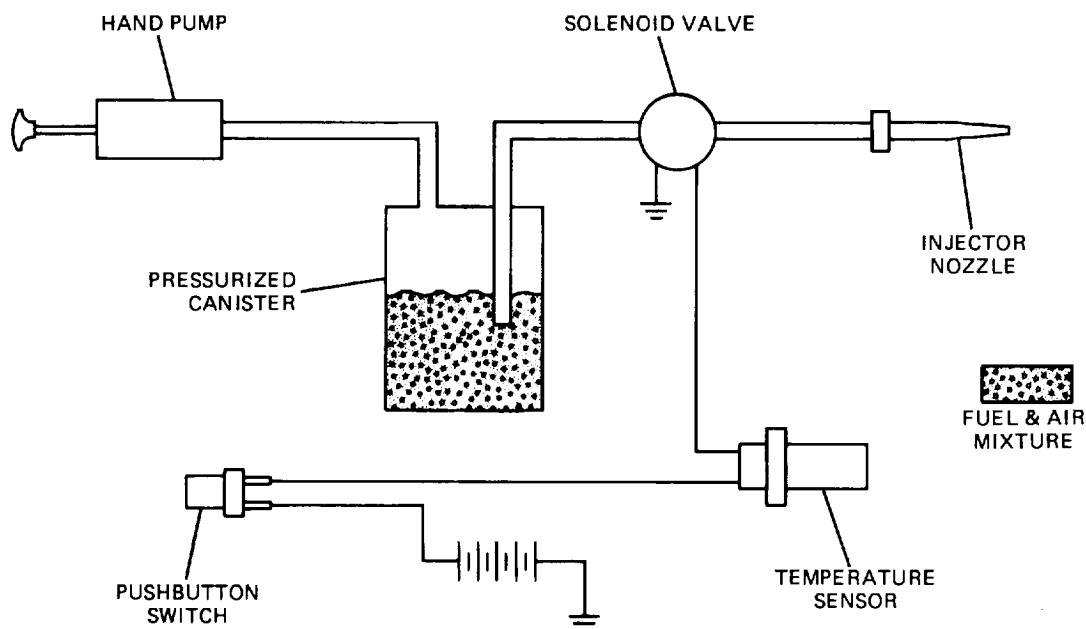 HAND PUMP
SOLENOID VALVE
INJECTOR
NOZZLE
PRESSURIZED
CANISTER
FUEL & AIR
MIXTURE
PUSHBUTTON
SWITCH
TEMPERATURE
SENSOR